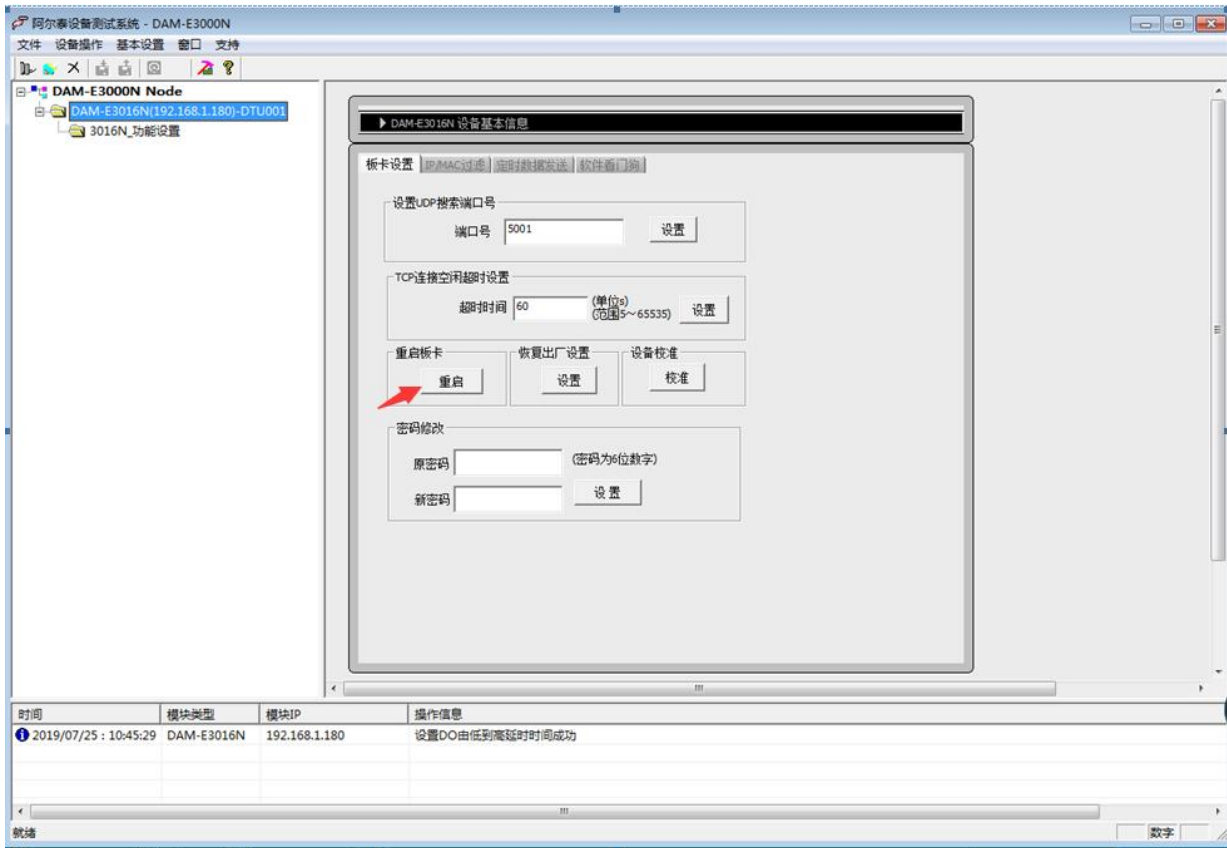 阿尔泰设备测试系统 - DAM-E3000N
文件 设备操作 基本设置 窗口 支持
DAM-E3000N Node
DAM-E3016N(192.168.1.180)-DTU001
3016N_功能设置
DAM-E3016N 设备基本信息
板卡设置 IP/MAC过滤 定时数据发送 软件看门狗
设置UDP搜索端口号
端口号 5001 设置
TCP连接空闲超时设置
超时时间 60 (单位s) (范围5~65535) 设置
重启板卡 恢复出厂设置 设备校准
重启 设置 校准
密码修改
原密码 (密码为6位数字)
新密码 设置
时间 模块类型 模块IP 操作信息
2019/07/25 : 10:45:29 DAM-E3016N 192.168.1.180 设置DO由低到高延时时间成功
就绪 数字